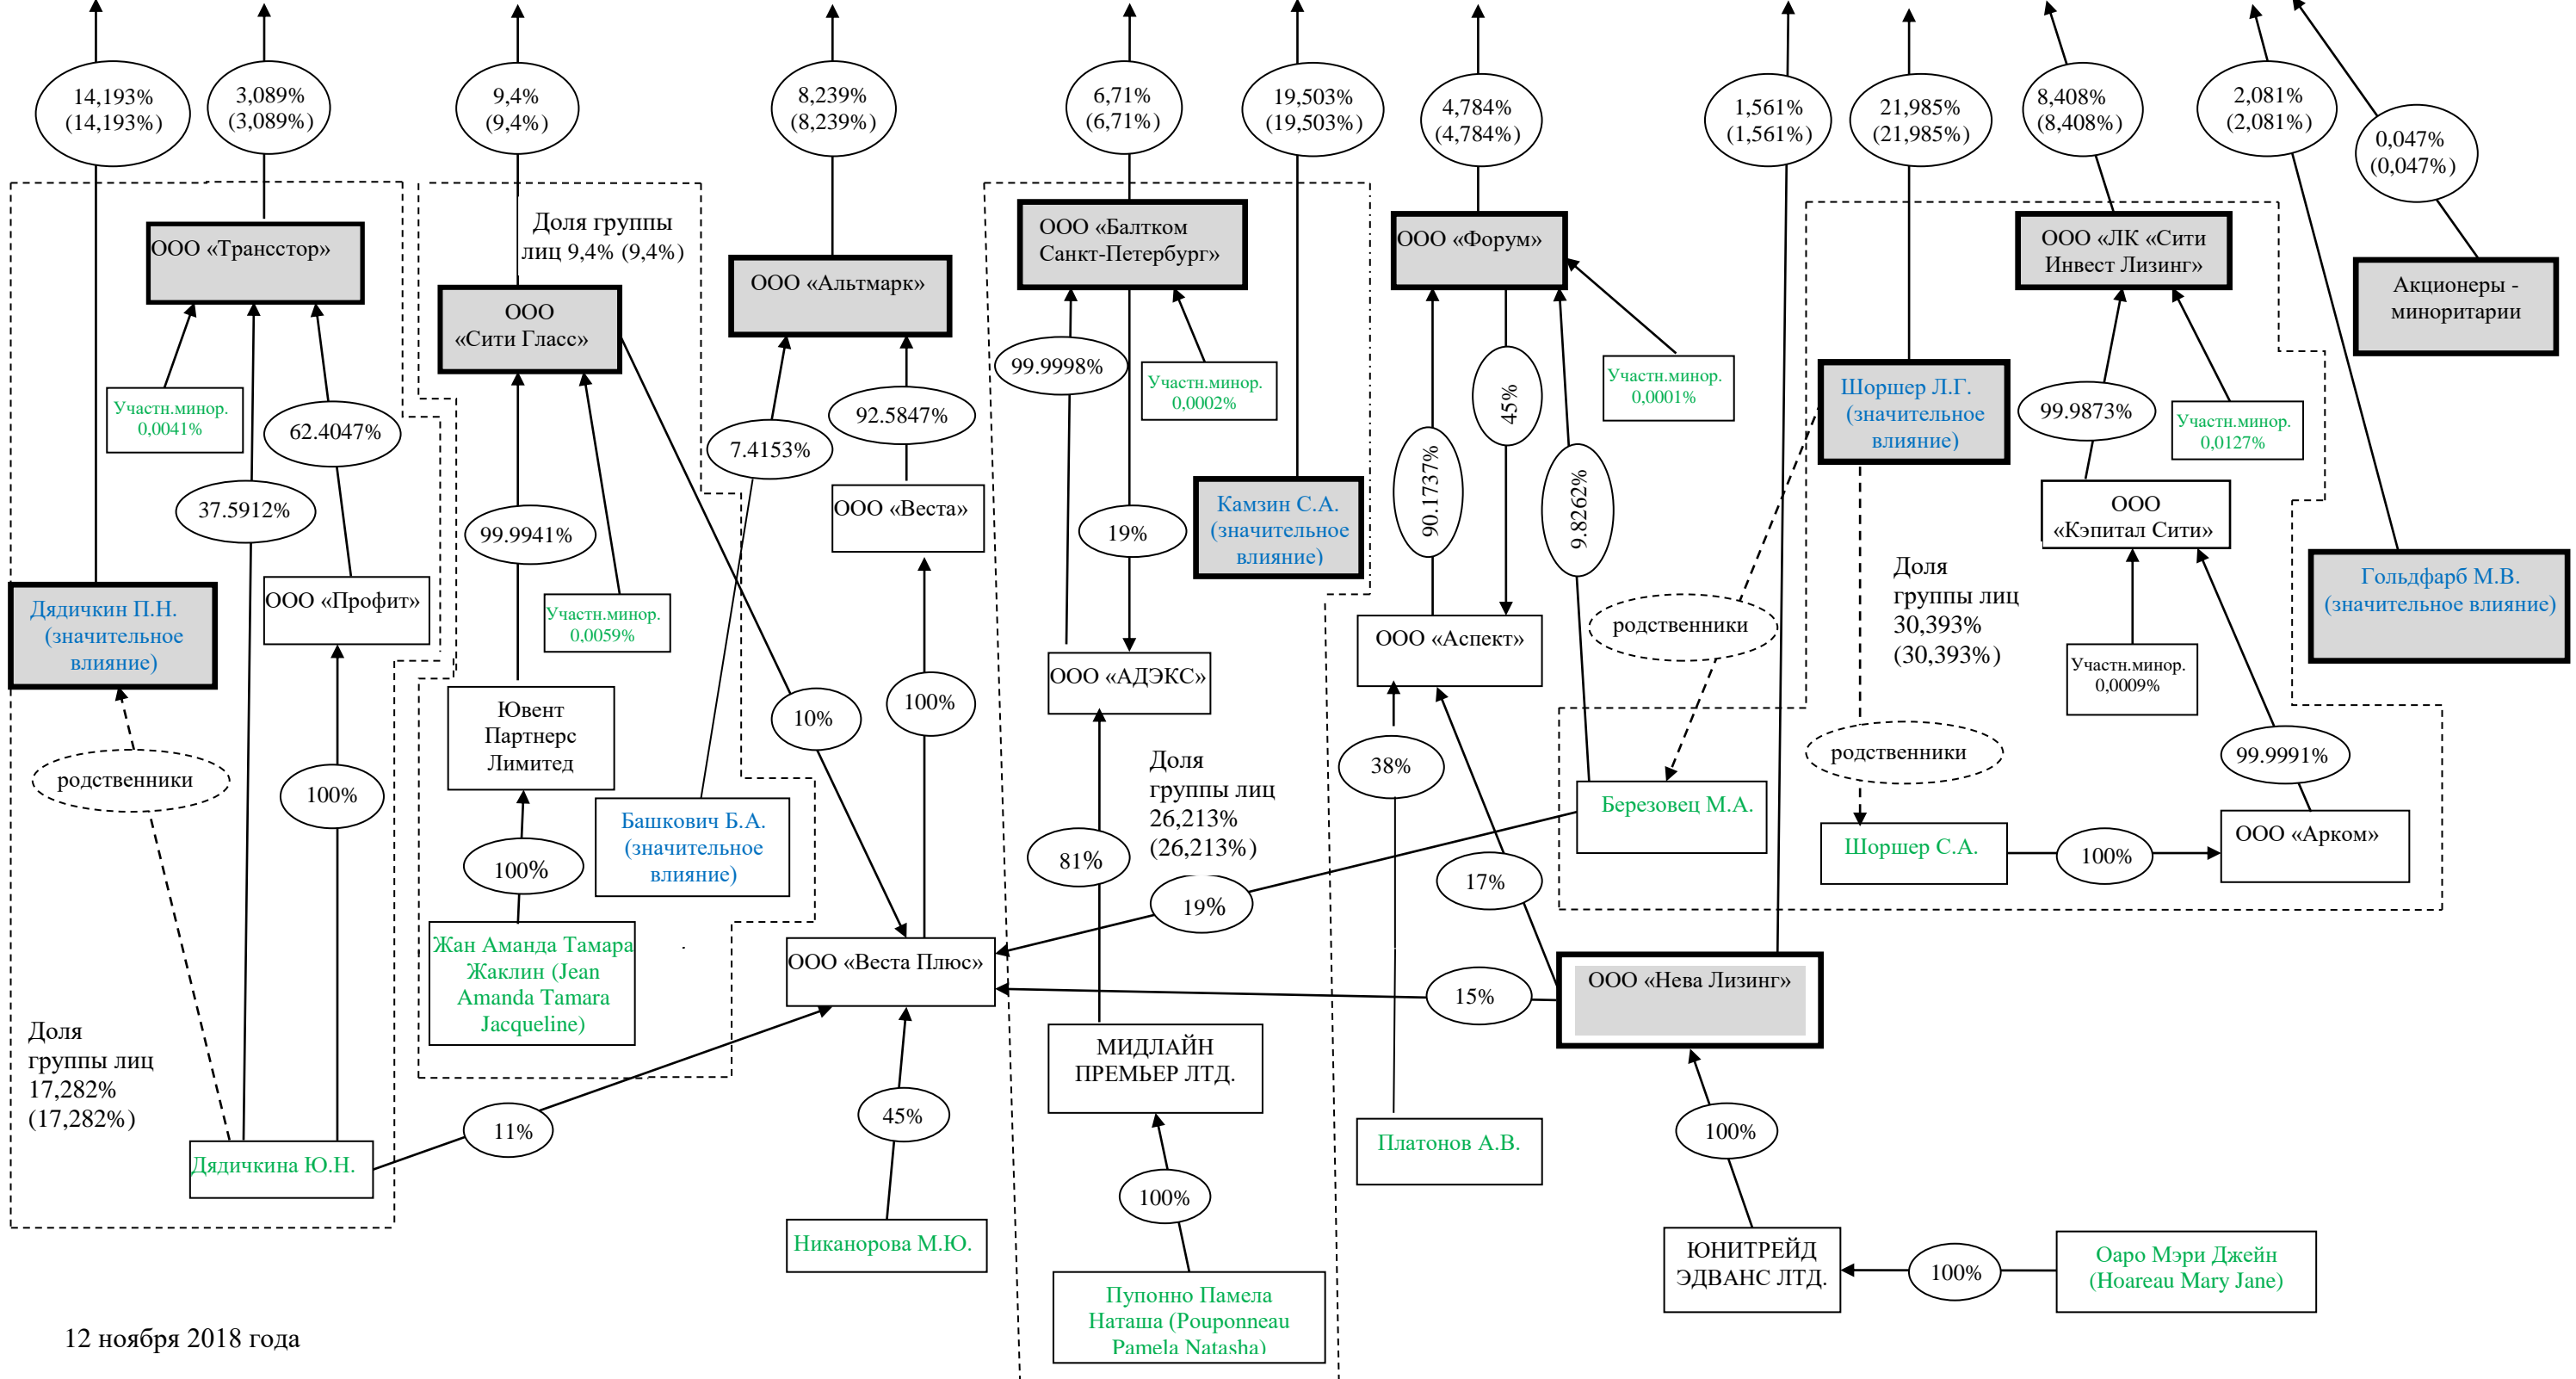 14,193%
(14,193%)
3,089%
(3,089%)
9,4%
(9,4%)
8,239%
(8,239%)
6,71%
(6,71%)
19,503%
(19,503%)
4,784%
(4,784%)
1,561%
(1,561%)
21,985%
(21,985%)
8,408%
(8,408%)
2,081%
(2,081%)
0,047%
(0,047%)
ООО «Трансстор»
Доля группы
лиц 9,4% (9,4%)
ООО
«Сити Гласс»
ООО «Альтмарк»
ООО «Балтком
Санкт-Петербург»
ООО «Форум»
ООО «ЛК «Сити
Инвест Лизинг»
Акционеры -
миноритарии
Участн.минор.
0,0041%
62.4047%
37.5912%
7.4153%
92.5847%
99.9998%
Участн.минор.
0,0002%
45%
Участн.минор.
0,0001%
Шоршер Л.Г.
(значительное
влияние)
99.9873%
Участн.минор.
0,0127%
99.9941%
ООО «Веста»
19%
Камзин С.А.
(значительное
влияние)
90.1737%
9.8262%
ООО
«Кэпитал Сити»
Дядичкин П.Н.
(значительное
влияние)
ООО «Профит»
Участн.минор.
0,0059%
ООО «АДЭКС»
ООО «Аспект»
родственники
Доля
группы лиц
30,393%
(30,393%)
Участн.минор.
0,0009%
Гольдфарб М.В.
(значительное влияние)
родственники
100%
Ювент
Партнерс
Лимитед
10%
100%
Доля
группы лиц
26,213%
(26,213%)
38%
родственники
99.9991%
Башкович Б.А.
(значительное
влияние)
100%
81%
19%
17%
Березовец М.А.
Шоршер С.А.
100%
ООО «Арком»
Жан Аманда Тамара
Жаклин (Jean
Amanda Tamara
Jacqueline)
ООО «Веста Плюс»
15%
ООО «Нева Лизинг»
Доля
группы лиц
17,282%
(17,282%)
11%
45%
МИДЛАЙН
ПРЕМЬЕР ЛТД.
Платонов А.В.
100%
Дядичкина Ю.Н.
100%
Никанорова М.Ю.
ЮНИТРЕЙД
ЭДВАНС ЛТД.
100%
Оаро Мэри Джейн
(Hoareau Mary Jane)
Пупонно Памела
Наташа (Pouponneau
Pamela Natasha)
12 ноября 2018 года